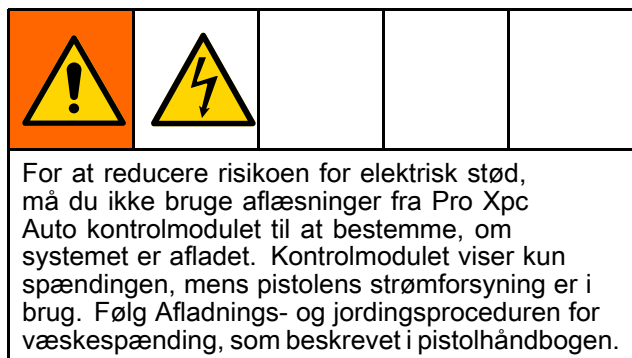 For at reducere risikoen for elektrisk stød,
må du ikke bruge aflæsninger fra Pro Xpc
Auto kontrolmodulet til at bestemme, om
systemet er afladet. Kontrolmodulet viser kun
spændingen, mens pistolens strømforsyning er i
brug. Følg Afladnings- og jordingsproceduren for
væskespænding, som beskrevet i pistolhåndbogen.